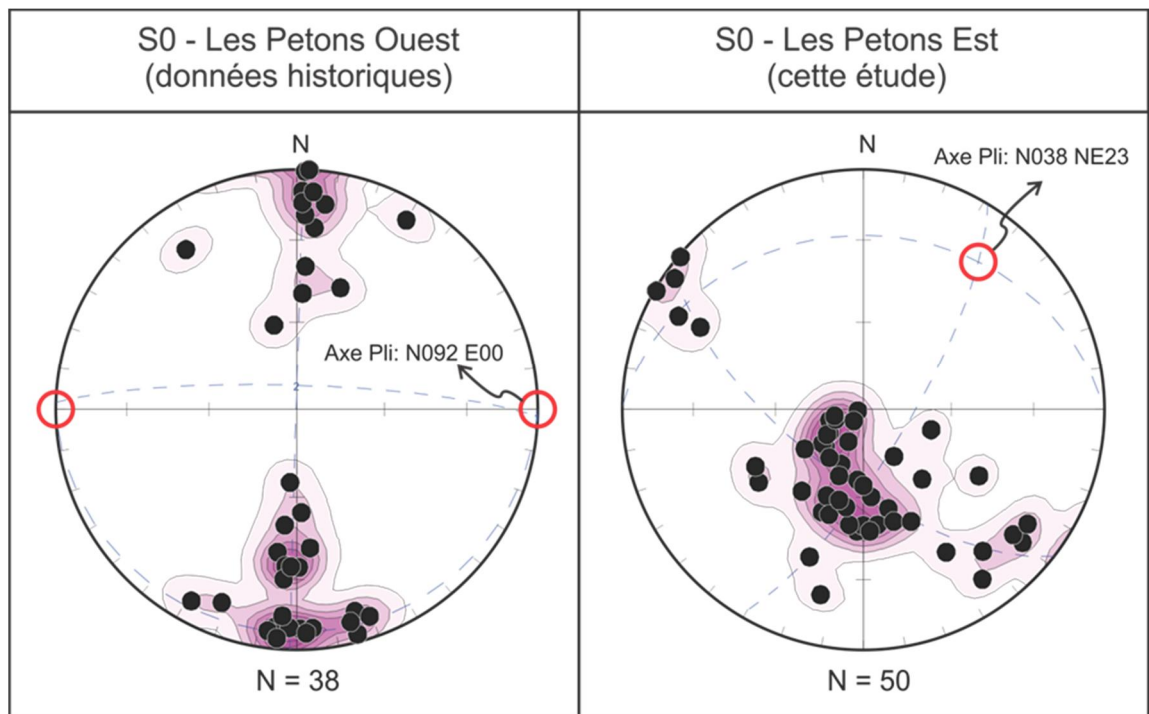 S0 - Les Petons Ouest
(données historiques)
S0 - Les Petons Est
(cette étude)
N
Axe Pli: N092 E00
2
N = 38
N
Axe Pli: N038 NE23
N = 50